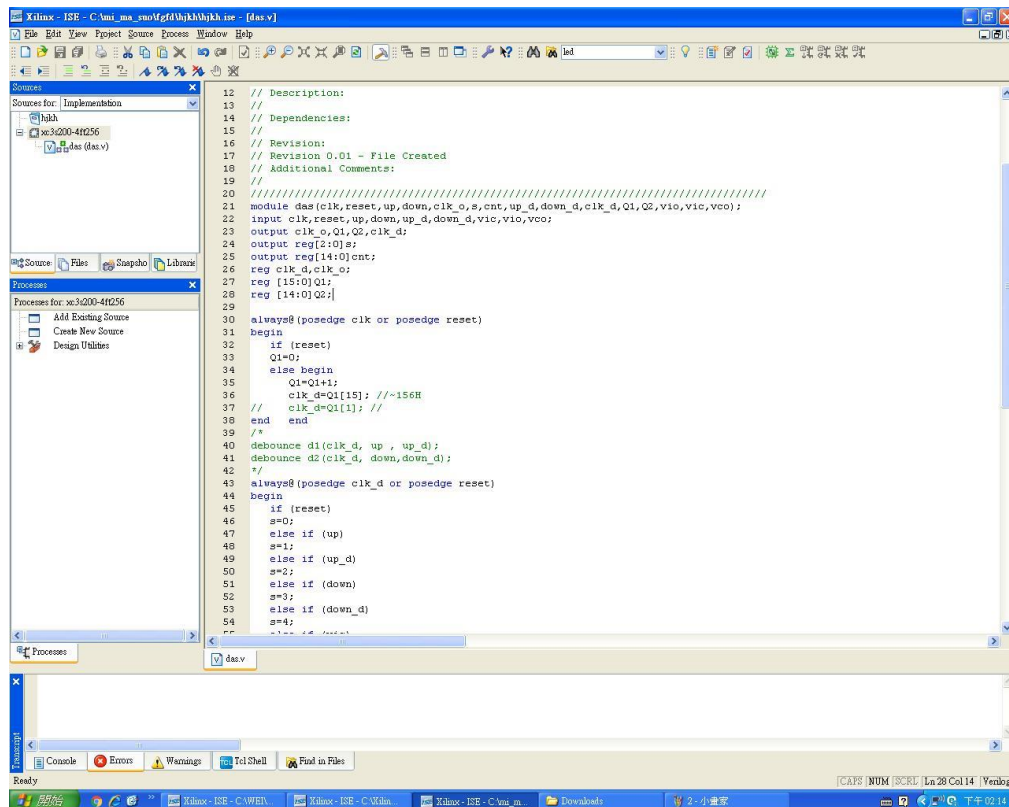 Xilinx - ISE - C:\mi_ma_suo\fgfd\hjkh\hjkh.ise - [das.v]
File Edit View Project Source Process Window Help
led
Sources
Sources for: Implementation
hjkh
xc3s200-4ft256
das (das.v)
Source Files Snapsho Librarie
Processes
Processes for: xc3s200-4ft256
Add Existing Source
Create New Source
Design Utilities
Processes
12 // Description:
13 //
14 // Dependencies:
15 //
16 // Revision:
17 // Revision 0.01 - File Created
18 // Additional Comments:
19 //
20 //////////////////////////////////////////////////////////////////////////////////
21 module das(clk,reset,up,down,clk_o,s,cnt,up_d,down_d,clk_d,Q1,Q2,vio,vic,vco);
22 input clk,reset,up,down,up_d,down_d,vic,vio,vco;
23 output clk_o,Q1,Q2,clk_d;
24 output reg[2:0]s;
25 output reg[14:0]cnt;
26 reg clk_d,clk_o;
27 reg [15:0]Q1;
28 reg [14:0]Q2;
29
30 always@(posedge clk or posedge reset)
31 begin
32 if (reset)
33 Q1=0;
34 else begin
35 Q1=Q1+1;
36 clk_d=Q1[15]; //~156H
37 // clk_d=Q1[1]; //
38 end end
39 /*
40 debounce d1(clk_d, up , up_d);
41 debounce d2(clk_d, down,down_d);
42 */
43 always@(posedge clk_d or posedge reset)
44 begin
45 if (reset)
46 s=0;
47 else if (up)
48 s=1;
49 else if (up_d)
50 s=2;
51 else if (down)
52 s=3;
53 else if (down_d)
54 s=4;
das.v
Transcript
Console Errors Warnings Tcl Shell Find in Files
Ready
CAPS NUM SCRL Ln 28 Col 14 Verilog
開始 Xilinx - ISE - C:\WEI\... Xilinx - ISE - C:\Xilin... Xilinx - ISE - C:\mi_m... Downloads 2 - 小畫家 下午 02:14